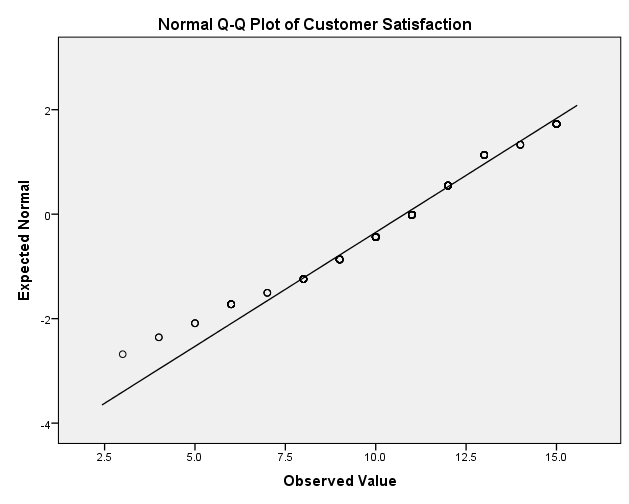 Normal Q-Q Plot of Customer Satisfaction
Expected Normal
2
0
-2
-4
2.5 5.0 7.5 10.0 12.5 15.0
Observed Value